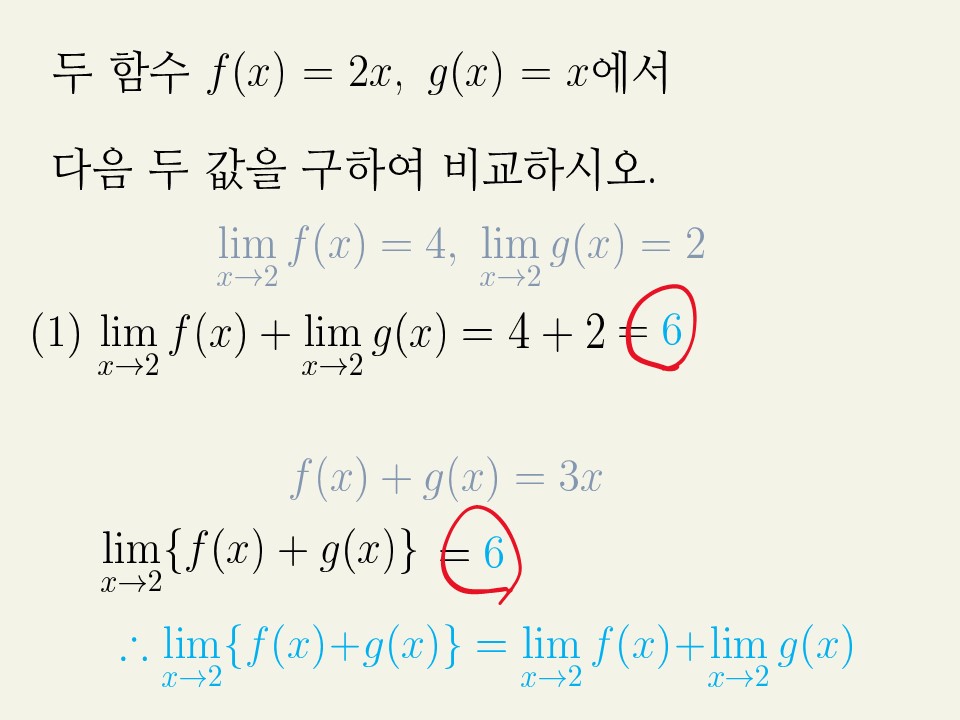 두 함수 f(x) = 2x, g(x) = x에서
다음 두 값을 구하여 비교하시오.
lim_{x→2} f(x) = 4, lim_{x→2} g(x) = 2
(1) lim_{x→2} f(x) + lim_{x→2} g(x) = 4 + 2 = 6
f(x) + g(x) = 3x
lim_{x→2} {f(x) + g(x)} = 6
∴ lim_{x→2} {f(x)+g(x)} = lim_{x→2} f(x)+lim_{x→2} g(x)